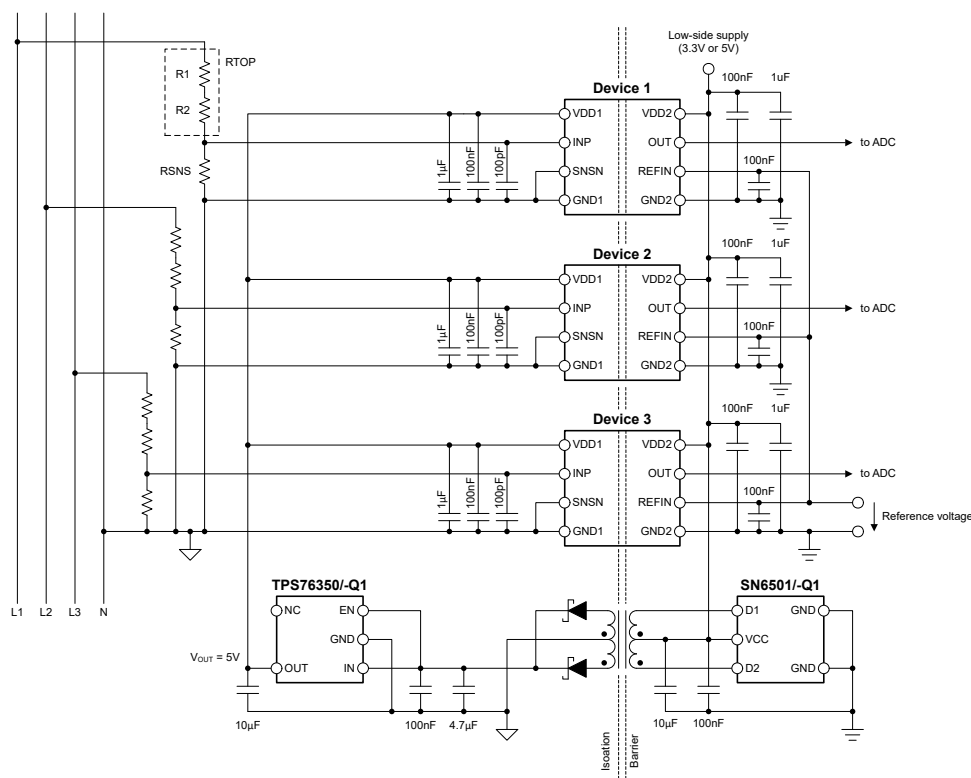 Low-side supply
(3.3V or 5V)
RTOP
R1
R2
RSNS
100nF
1uF
Device 1
VDD1
INP
SNSN
GND1
VDD2
OUT
REFIN
GND2
1µF
100nF
100pF
100nF
to ADC
100nF
1uF
Device 2
VDD1
INP
SNSN
GND1
VDD2
OUT
REFIN
GND2
1µF
100nF
100pF
100nF
to ADC
100nF
1uF
Device 3
VDD1
INP
SNSN
GND1
VDD2
OUT
REFIN
GND2
1µF
100nF
100pF
100nF
to ADC
Reference voltage
L1
L2
L3
N
TPS76350/-Q1
NC
EN
GND
OUT
IN
VOUT = 5V
10µF
100nF
4.7µF
SN6501/-Q1
D1
GND
VCC
D2
GND
10µF
100nF
Isoation
Barrier